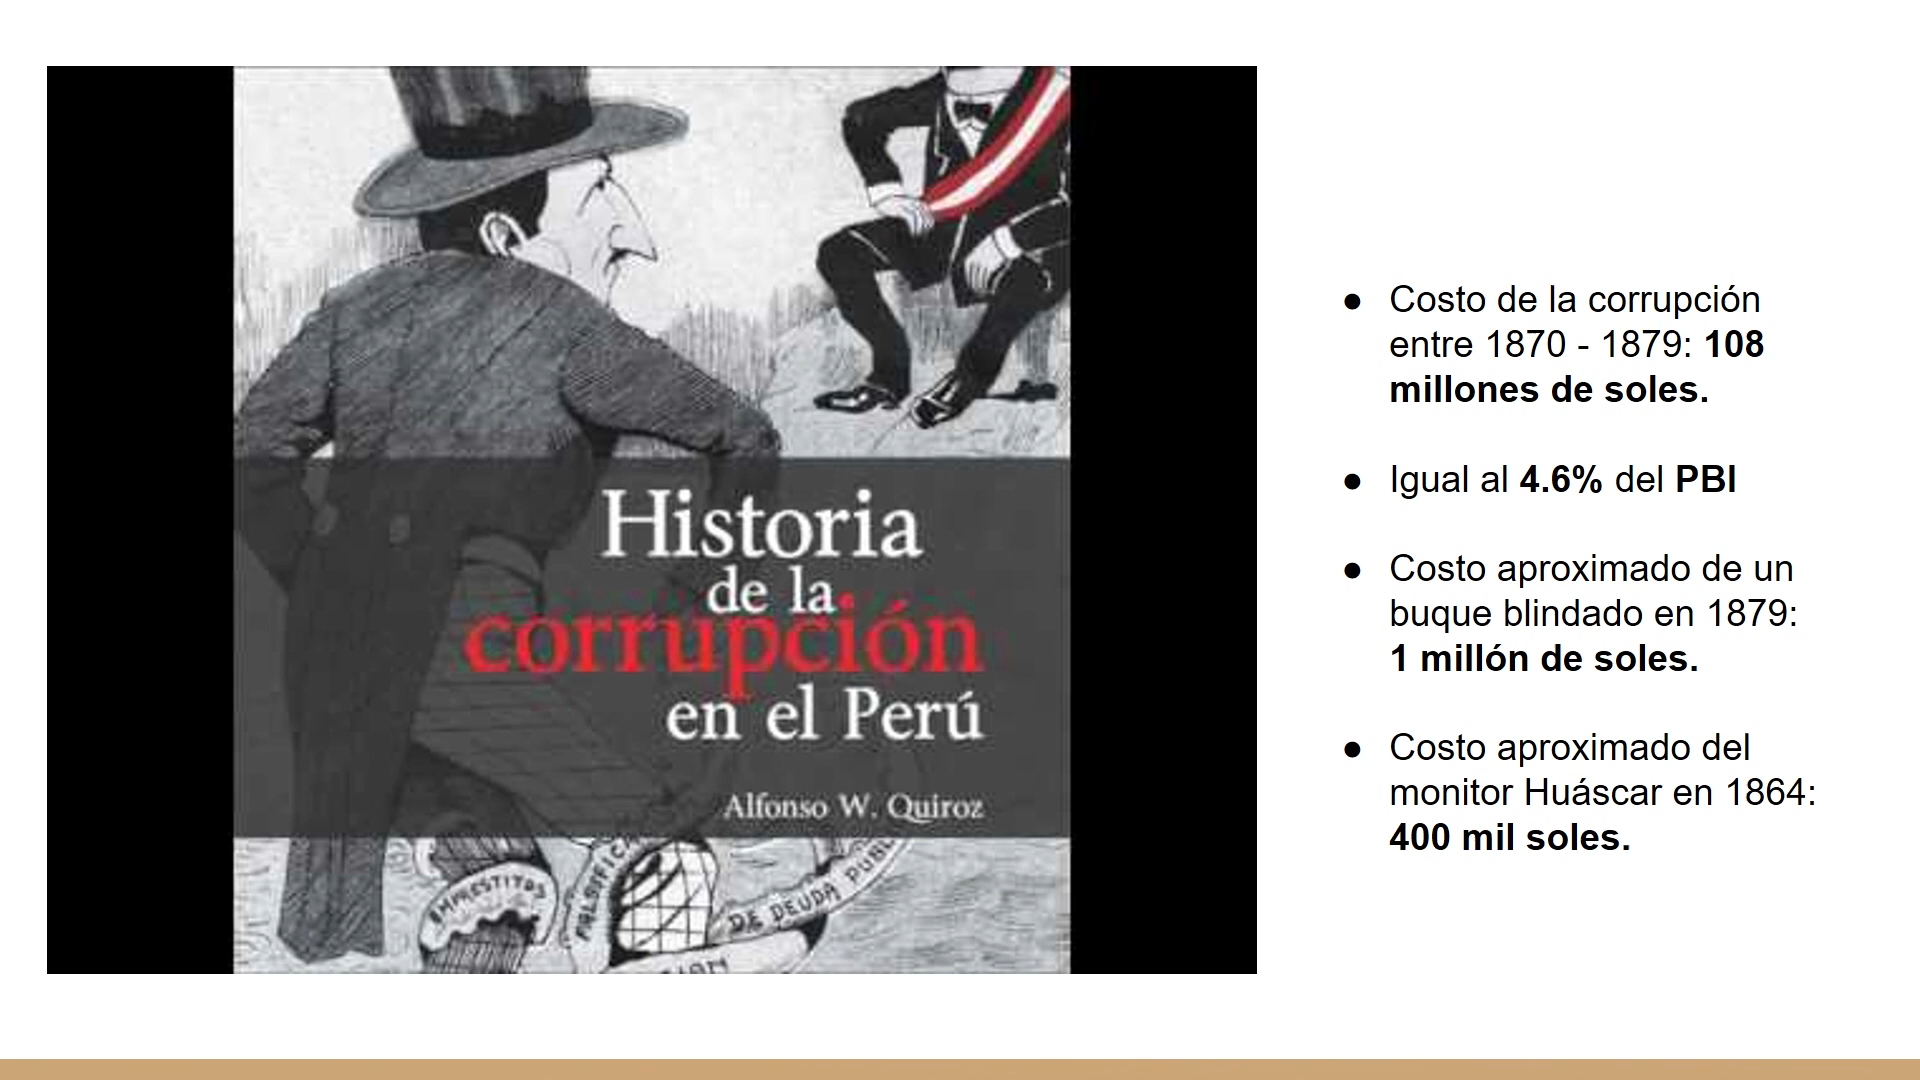 Historia
de la
corrupción
en el Perú
Alfonso W. Quiroz
EMPRESTITOS
FALSIFICA
DE DEUDA PUBL
● Costo de la corrupción
entre 1870 - 1879: 108
millones de soles.
● Igual al 4.6% del PBI
● Costo aproximado de un
buque blindado en 1879:
1 millón de soles.
● Costo aproximado del
monitor Huáscar en 1864:
400 mil soles.